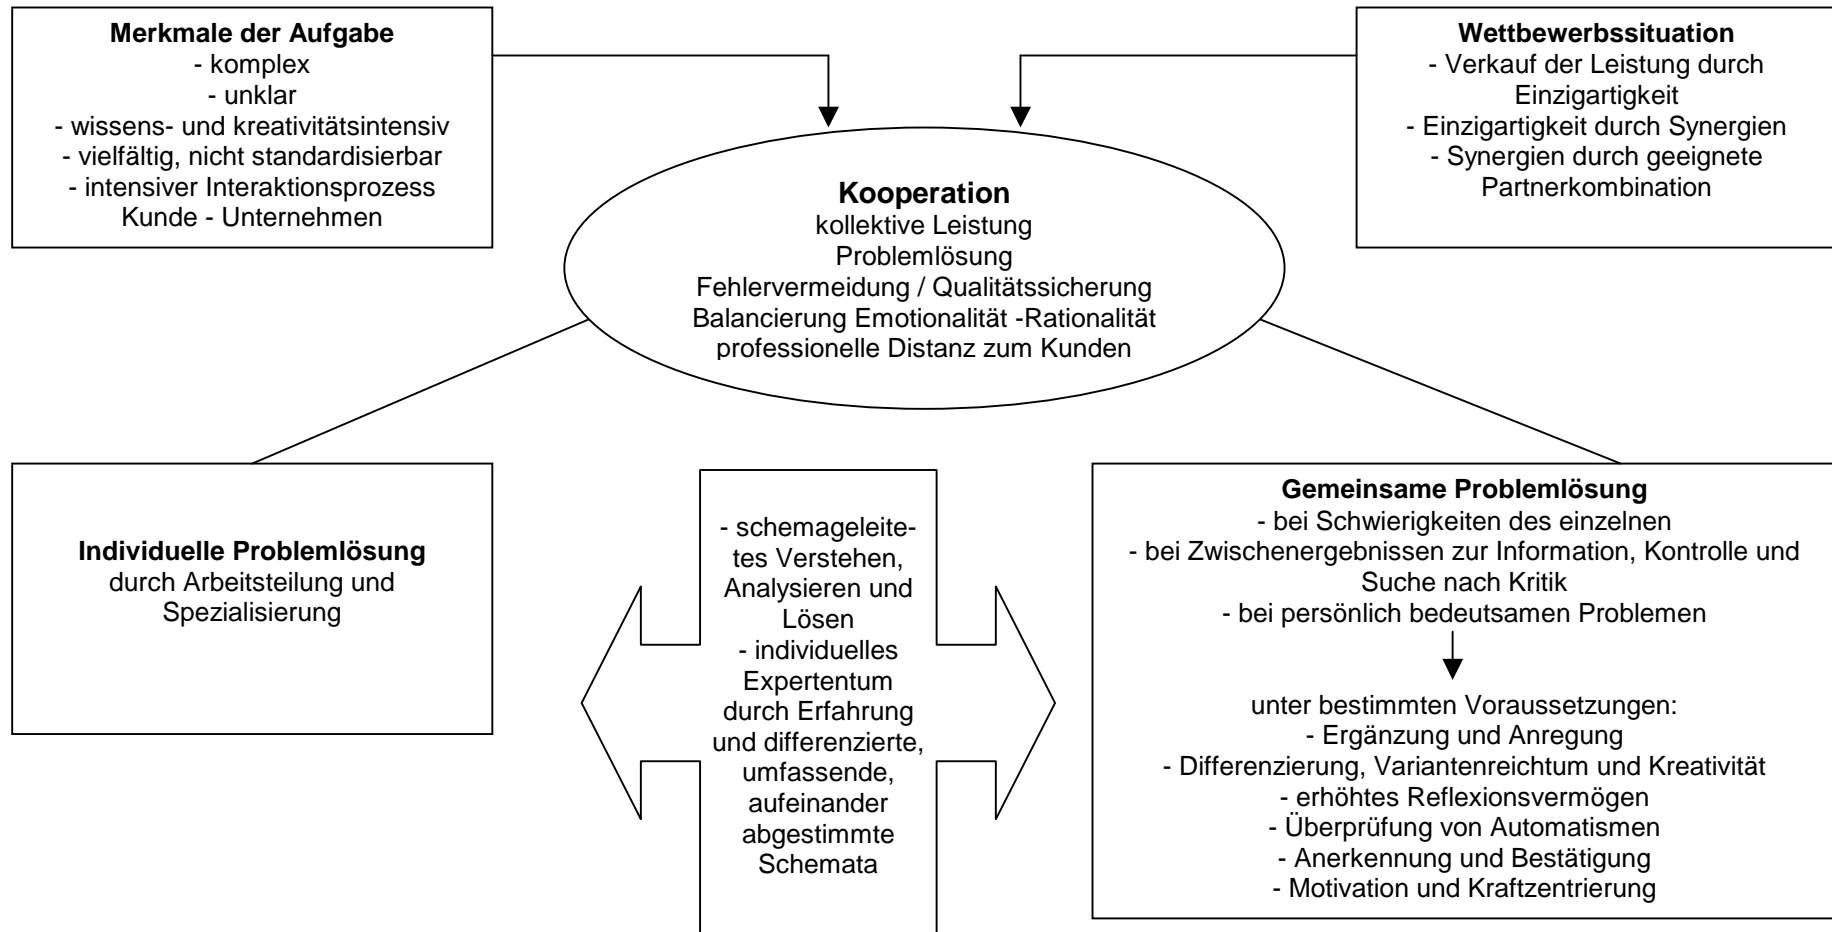 Merkmale der Aufgabe
- komplex
- unklar
- wissens- und kreativitätsintensiv
- vielfältig, nicht standardisierbar
- intensiver Interaktionsprozess
Kunde - Unternehmen
Wettbewerbssituation
- Verkauf der Leistung durch
Einzigartigkeit
- Einzigartigkeit durch Synergien
- Synergien durch geeignete
Partnerkombination
Kooperation
kollektive Leistung
Problemlösung
Fehlervermeidung / Qualitätssicherung
Balancierung Emotionalität -Rationalität
professionelle Distanz zum Kunden
Individuelle Problemlösung
durch Arbeitsteilung und
Spezialisierung
- schemageleite-
tes Verstehen,
Analysieren und
Lösen
- individuelles
Expertentum
durch Erfahrung
und differenzierte,
umfassende,
aufeinander
abgestimmte
Schemata
Gemeinsame Problemlösung
- bei Schwierigkeiten des einzelnen
- bei Zwischenergebnissen zur Information, Kontrolle und
Suche nach Kritik
- bei persönlich bedeutsamen Problemen
unter bestimmten Voraussetzungen:
- Ergänzung und Anregung
- Differenzierung, Variantenreichtum und Kreativität
- erhöhtes Reflexionsvermögen
- Überprüfung von Automatismen
- Anerkennung und Bestätigung
- Motivation und Kraftzentrierung